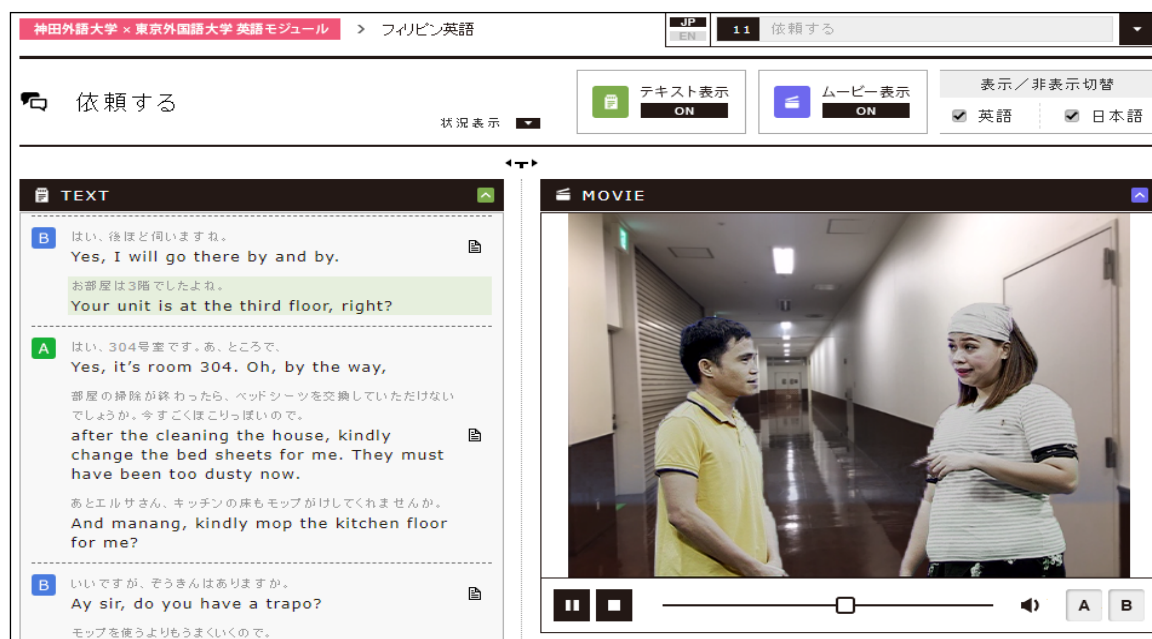 神田外語大学 × 東京外国語大学 英語モジュール > フィリピン英語
JP
EN
11 依頼する
依頼する
状況表示
テキスト表示
ON
ムービー表示
ON
表示／非表示切替
英語
日本語
TEXT
B はい、後ほど伺いますね。
Yes, I will go there by and by.
お部屋は3階でしたよね。
Your unit is at the third floor, right?
A はい、304号室です。あ、ところで、
Yes, it's room 304. Oh, by the way,
部屋の掃除が終わったら、ベッドシーツを交換していただけない
でしょうか。今すごくほこりっぽいので。
after the cleaning the house, kindly
change the bed sheets for me. They must
have been too dusty now.
あとエルサさん、キッチンの床もモップがけしてくれませんか。
And manang, kindly mop the kitchen floor
for me?
B いいですが、ぞうきんはありますか。
Ay sir, do you have a trapo?
モップを使うよりもうまくいくので。
MOVIE
A B